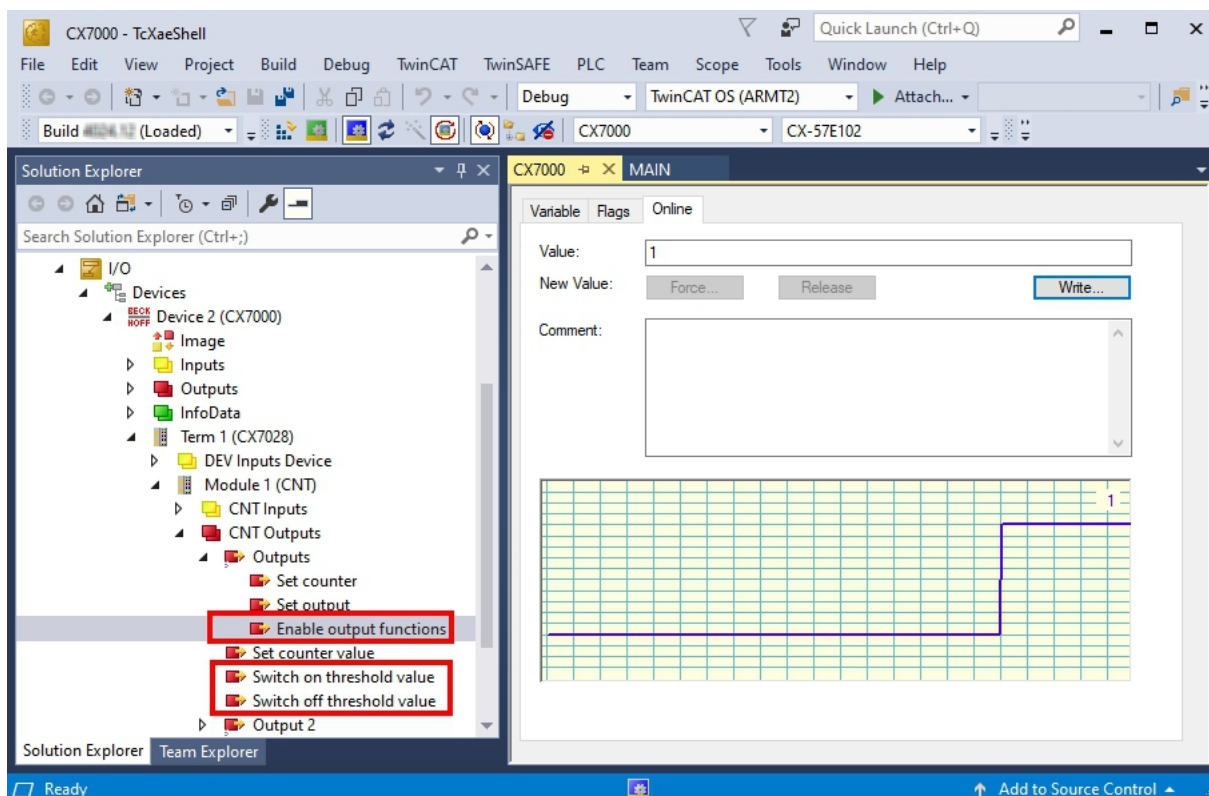 CX7000 - TcXaeShell
Quick Launch (Ctrl+Q)
File Edit View Project Build Debug TwinCAT TwinSAFE PLC Team Scope Tools Window Help
Debug TwinCAT OS (ARMT2) Attach...
Build (Loaded) CX7000 CX-57E102
Solution Explorer
CX7000 MAIN
Search Solution Explorer (Ctrl+;)
I/O
Devices
BECK
HOFF
Device 2 (CX7000)
Image
Inputs
Outputs
InfoData
Term 1 (CX7028)
DEV Inputs Device
Module 1 (CNT)
CNT Inputs
CNT Outputs
Outputs
Set counter
Set output
Enable output functions
Set counter value
Switch on threshold value
Switch off threshold value
Output 2
Solution Explorer Team Explorer
Variable Flags Online
Value: 1
New Value: Force... Release Write...
Comment:
1
Ready
Add to Source Control